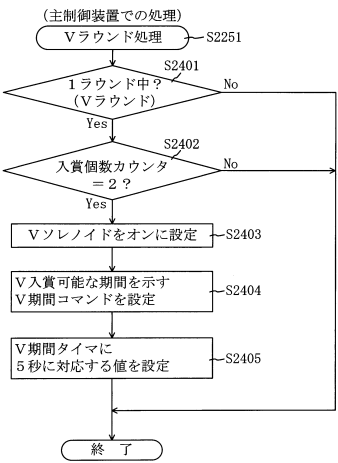 (主制御装置での処理)
Vラウンド処理
S2251
S2401
1ラウンド中?
(Vラウンド)
No
Yes
S2402
入賞個数カウンタ
=2?
No
Yes
Vソレノイドをオンに設定
S2403
V入賞可能な期間を示す
V期間コマンドを設定
S2404
V期間タイマに
5秒に対応する値を設定
S2405
終 了